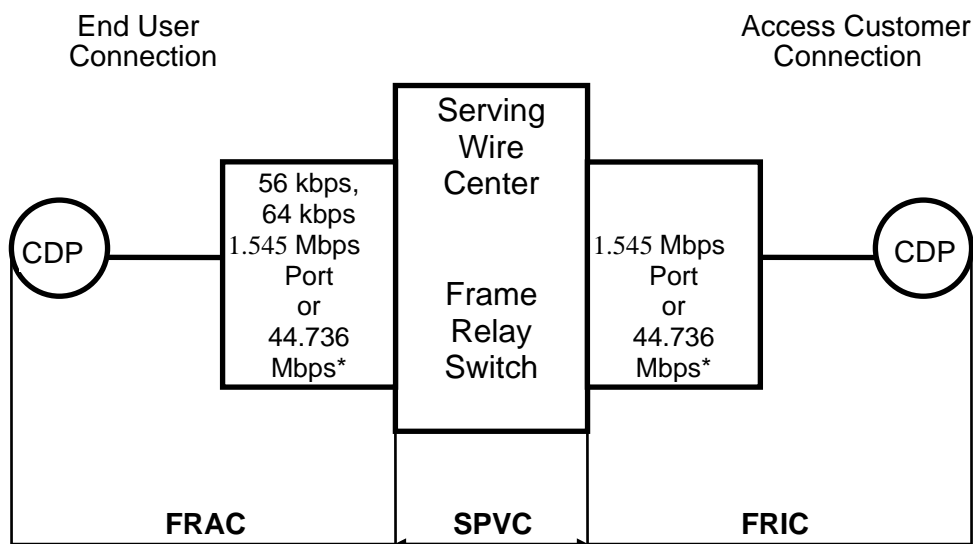 End User
Connection
Access Customer
Connection
Serving
Wire
Center
Frame
Relay
Switch
56 kbps,
64 kbps
1.545 Mbps
Port
or
44.736
Mbps*
1.545 Mbps
Port
or
44.736
Mbps*
CDP
CDP
FRAC
SPVC
FRIC